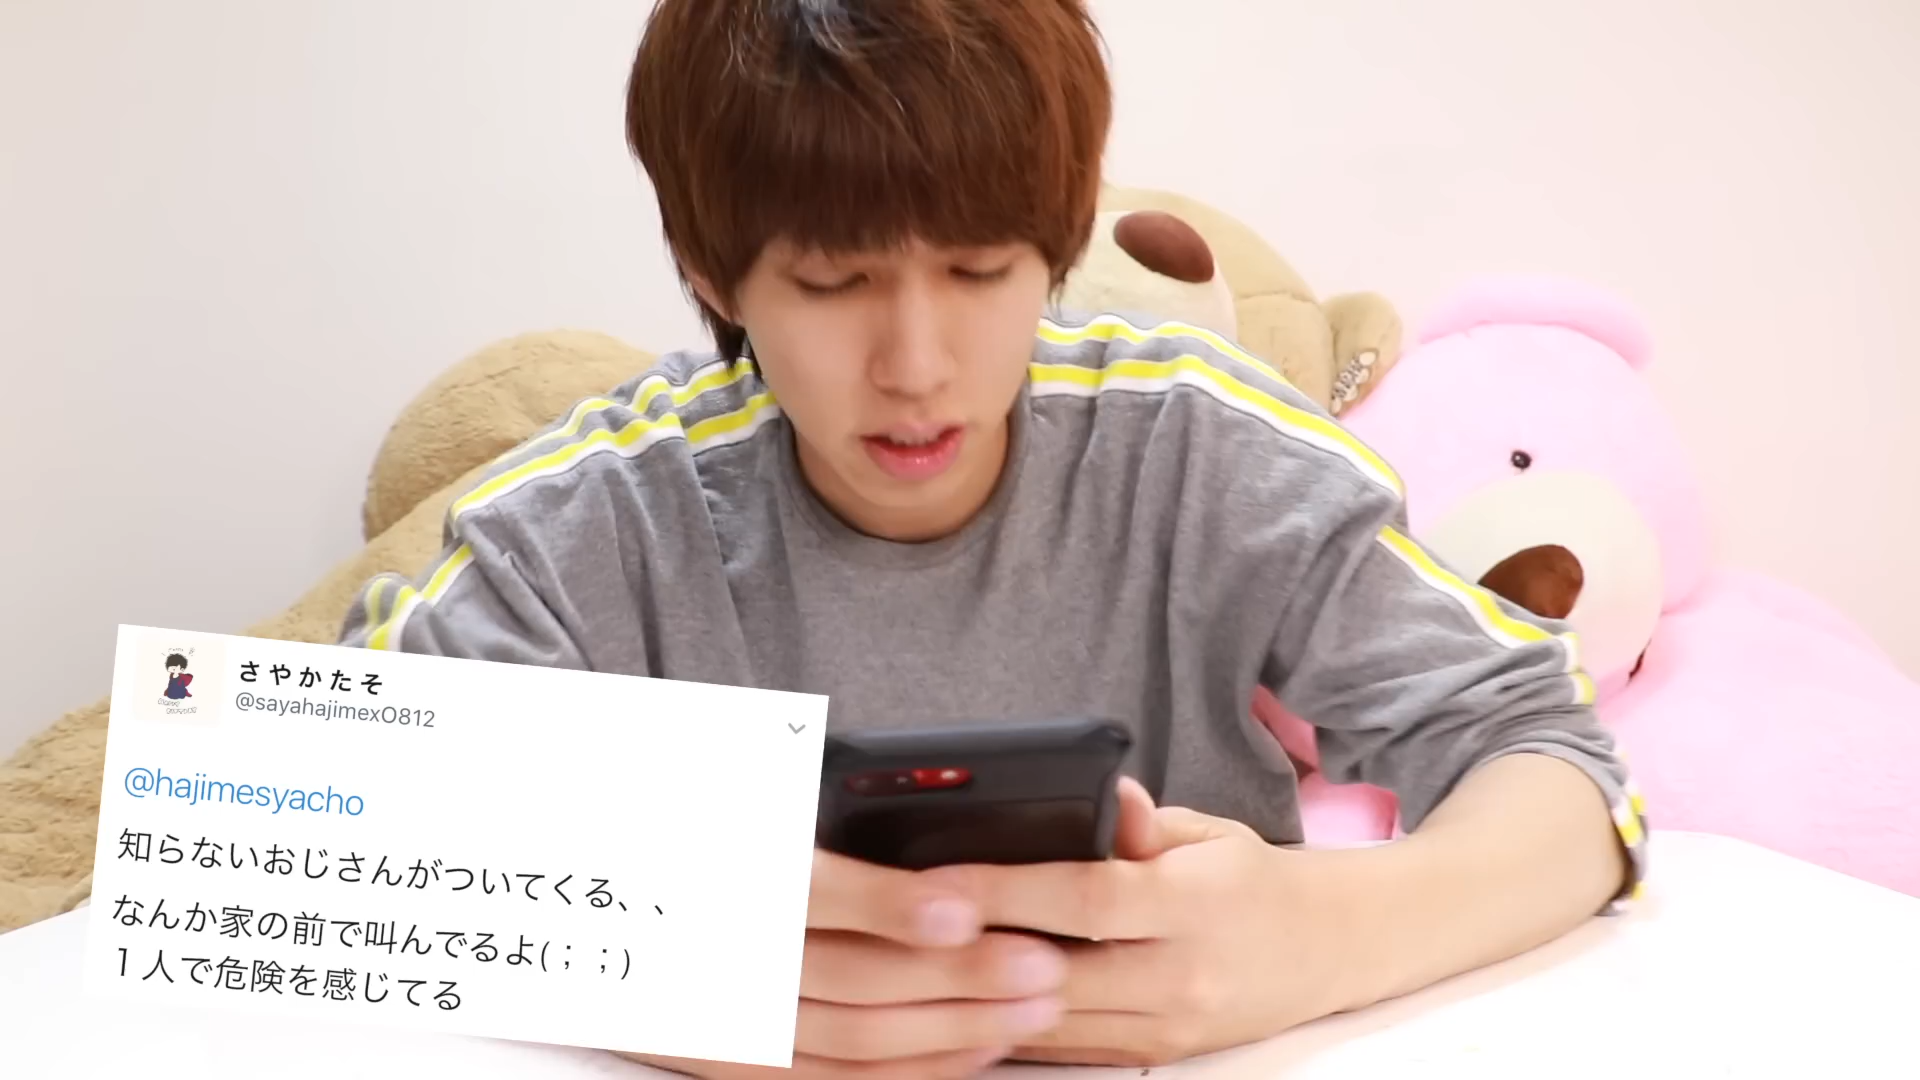 さやかたそ
@sayahajimex0812
@hajimesyacho
知らないおじさんがついてくる、、
なんか家の前で叫んでるよ(；；)
1人で危険を感じてる